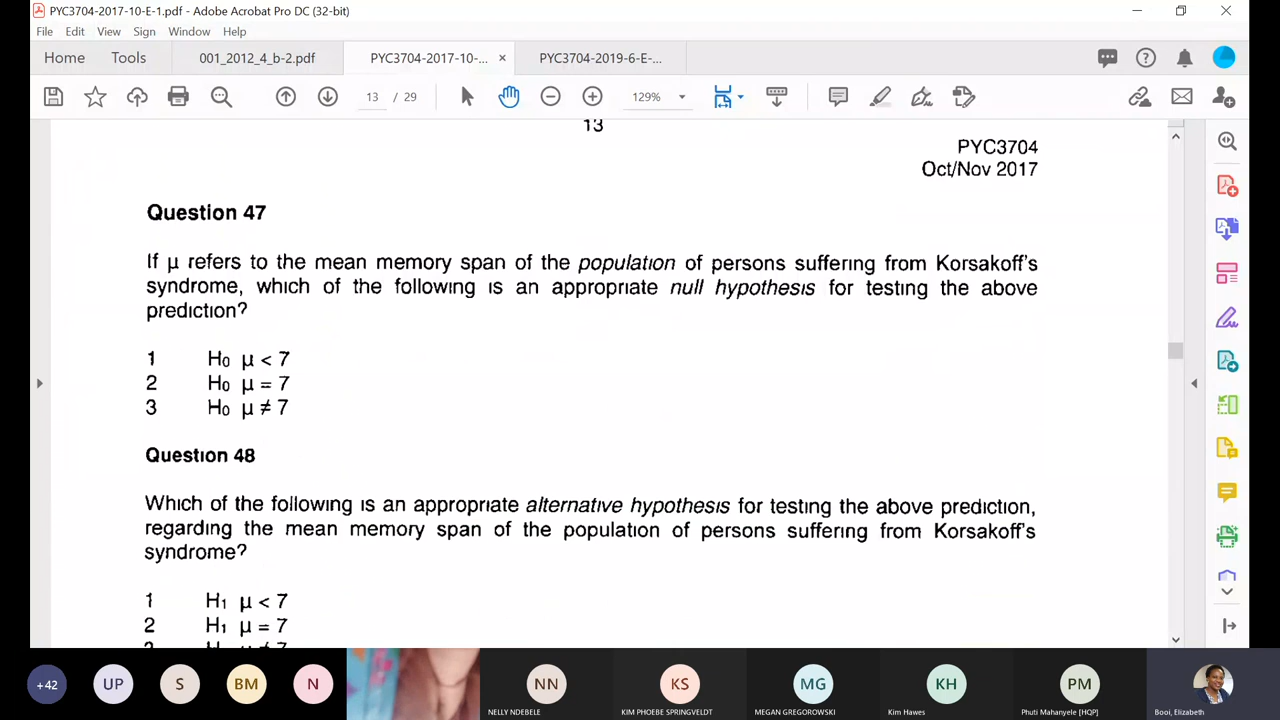 PYC3704-2017-10-E-1.pdf - Adobe Acrobat Pro DC (32-bit)
File Edit View Sign Window Help
Home Tools 001_2012_4_b-2.pdf PYC3704-2017-10-... × PYC3704-2019-6-E-...
13 / 29 129%
13
PYC3704
Oct/Nov 2017
Question 47
If μ refers to the mean memory span of the population of persons suffering from Korsakoff's
syndrome, which of the following is an appropriate null hypothesis for testing the above
prediction?
1 H₀ μ < 7
2 H₀ μ = 7
3 H₀ μ ≠ 7
Question 48
Which of the following is an appropriate alternative hypothesis for testing the above prediction,
regarding the mean memory span of the population of persons suffering from Korsakoff's
syndrome?
1 H₁ μ < 7
2 H₁ μ = 7
+42 UP S BM N NN KS MG KH PM
NELLY NDEBELE KIM PHOEBE SPRINGVELDT MEGAN GREGOROWSKI Kim Hawes Phuti Mahanyele [HQP] Booi, Elizabeth